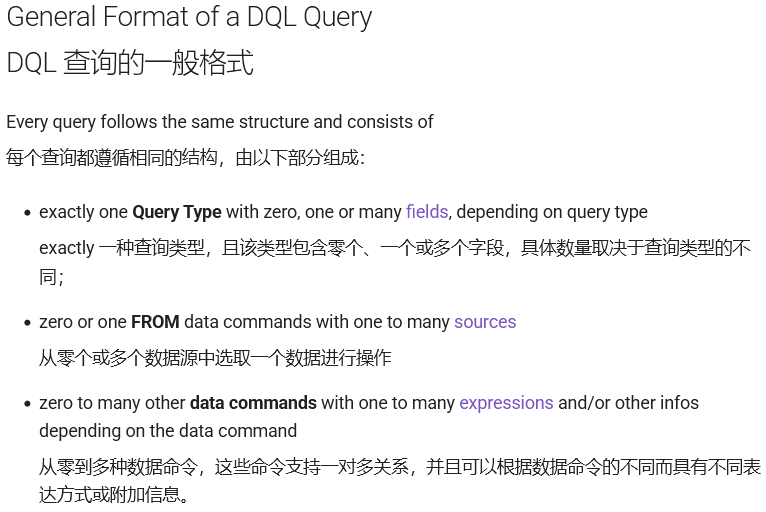 General Format of a DQL Query
DQL 查询的一般格式
Every query follows the same structure and consists of
每个查询都遵循相同的结构，由以下部分组成：
• exactly one Query Type with zero, one or many fields, depending on query type
exactly 一种查询类型，且该类型包含零个、一个或多个字段，具体数量取决于查询类型的不
同；
• zero or one FROM data commands with one to many sources
从零个或多个数据源中选取一个数据进行操作
• zero to many other data commands with one to many expressions and/or other infos
depending on the data command
从零到多种数据命令，这些命令支持一对多关系，并且可以根据数据命令的不同而具有不同表
达方式或附加信息。